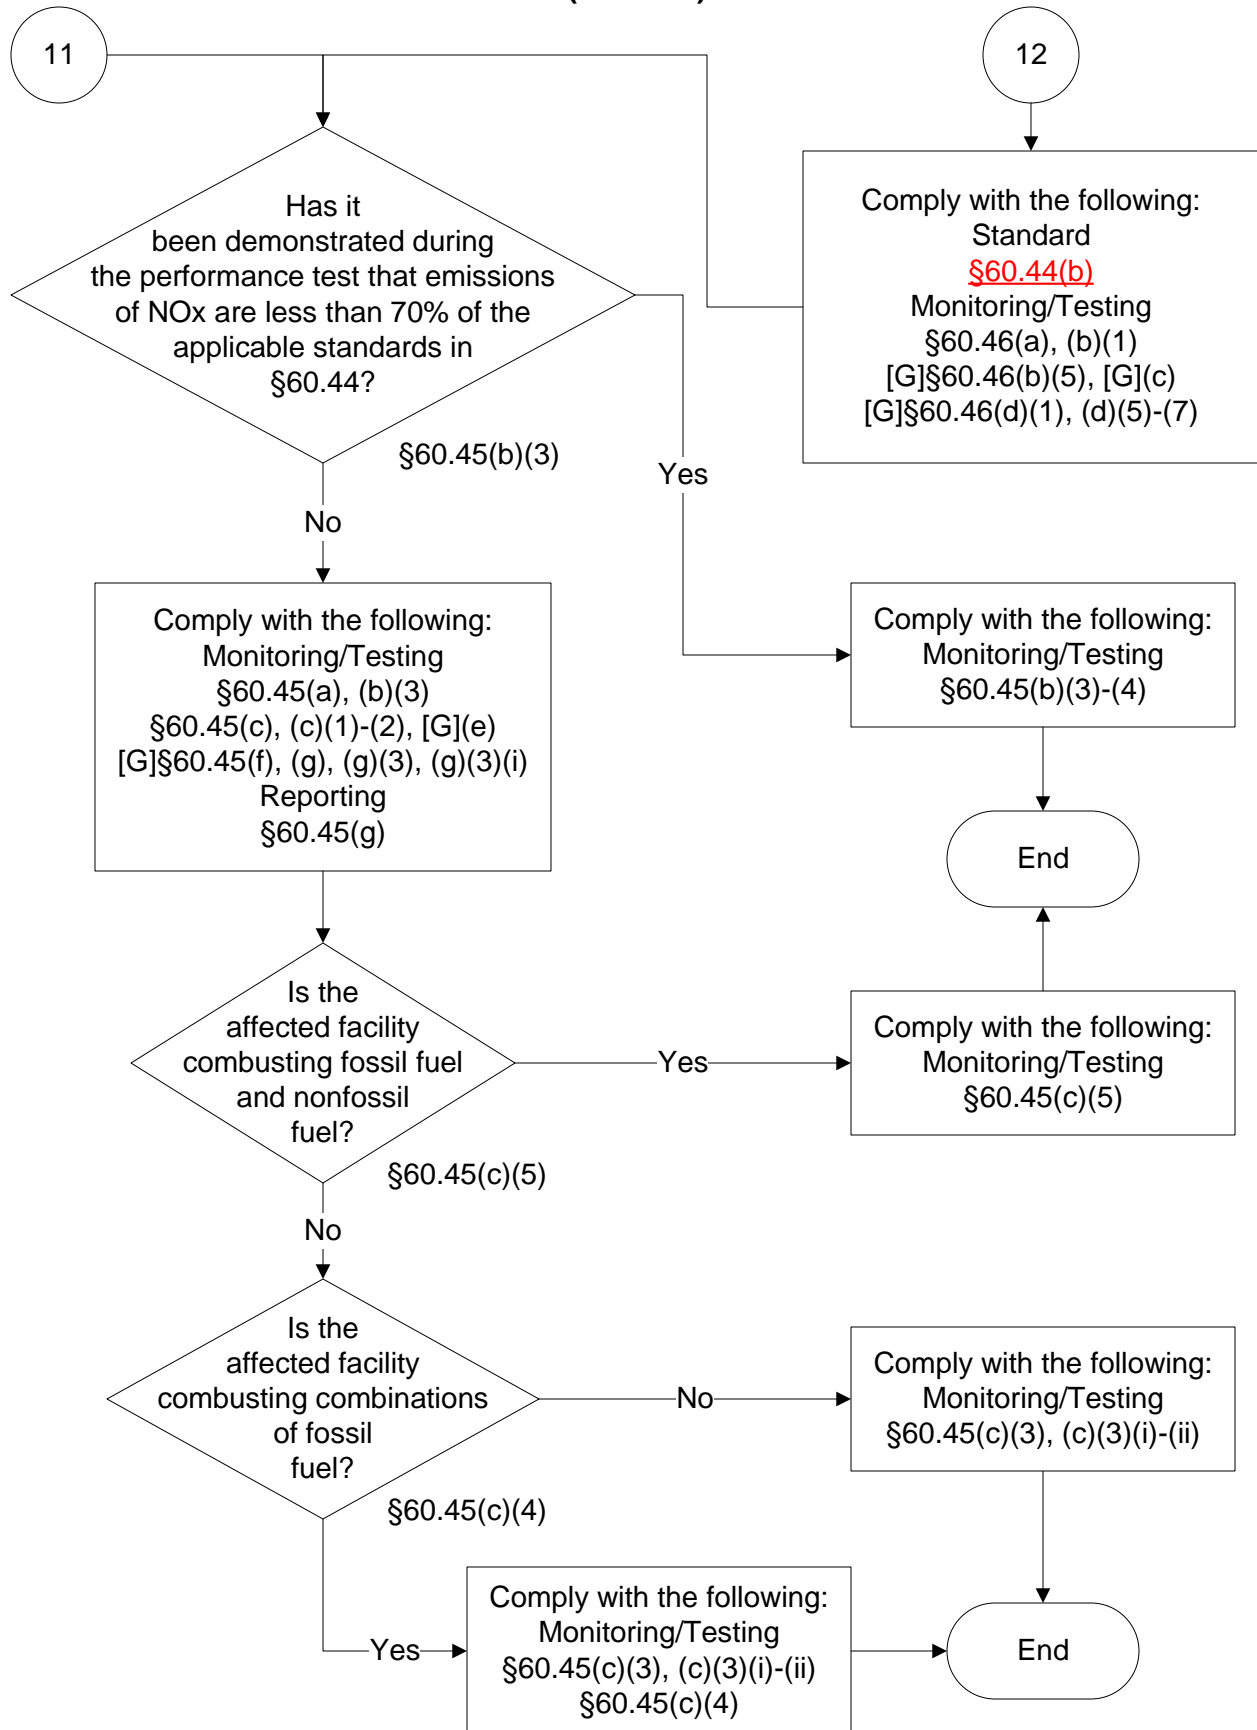 11
12
Has it
been demonstrated during
the performance test that emissions
of NOx are less than 70% of the
applicable standards in
§60.44?
§60.45(b)(3)
Comply with the following:
Standard
§60.44(b)
Monitoring/Testing
§60.46(a), (b)(1)
[G]§60.46(b)(5), [G](c)
[G]§60.46(d)(1), (d)(5)-(7)
Yes
No
Comply with the following:
Monitoring/Testing
§60.45(a), (b)(3)
§60.45(c), (c)(1)-(2), [G](e)
[G]§60.45(f), (g), (g)(3), (g)(3)(i)
Reporting
§60.45(g)
Comply with the following:
Monitoring/Testing
§60.45(b)(3)-(4)
End
Is the
affected facility
combusting fossil fuel
and nonfossil
fuel?
§60.45(c)(5)
Yes
Comply with the following:
Monitoring/Testing
§60.45(c)(5)
No
Is the
affected facility
combusting combinations
of fossil
fuel?
§60.45(c)(4)
No
Comply with the following:
Monitoring/Testing
§60.45(c)(3), (c)(3)(i)-(ii)
Yes
Comply with the following:
Monitoring/Testing
§60.45(c)(3), (c)(3)(i)-(ii)
§60.45(c)(4)
End